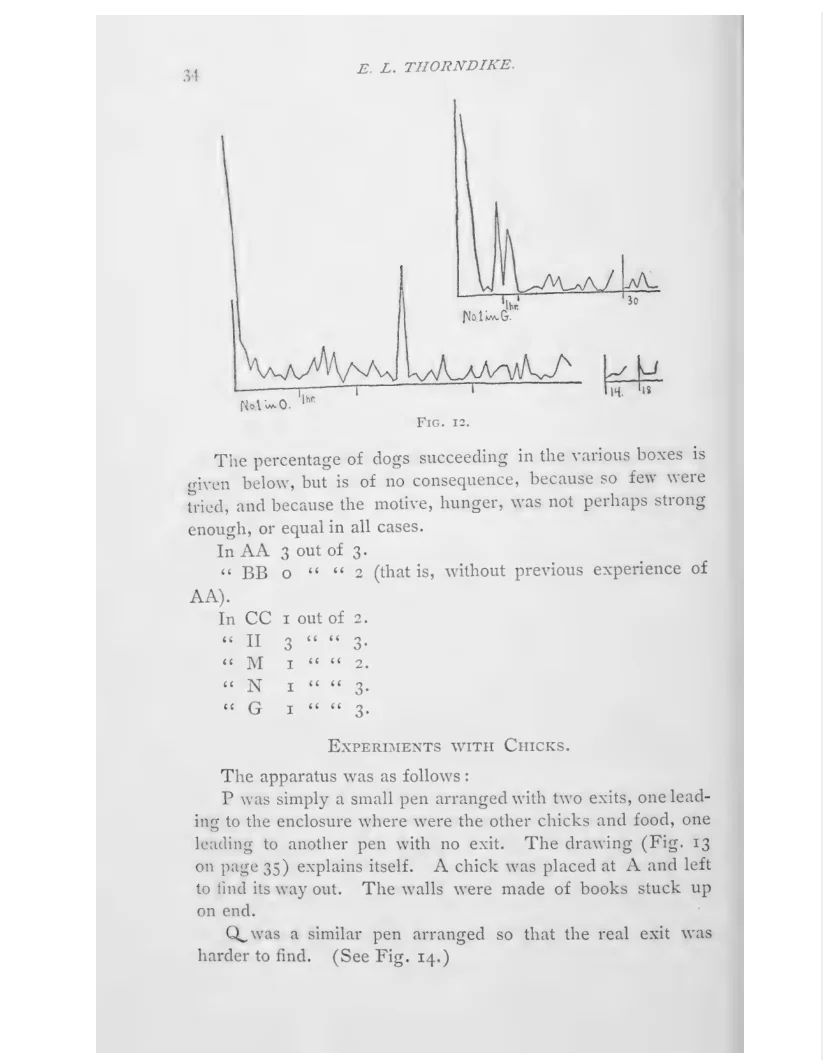 34
E. L. THORNDIKE.
1hr.
30
No.1 in G.
14.
18
No.1 in O.
1hr.
FIG. 12.
The percentage of dogs succeeding in the various boxes is
given below, but is of no consequence, because so few were
tried, and because the motive, hunger, was not perhaps strong
enough, or equal in all cases.
In AA 3 out of 3.
“ BB 0 “ “ 2 (that is, without previous experience of
AA).
In CC 1 out of 2.
“ II 3 “ “ 3.
“ M 1 “ “ 2.
“ N 1 “ “ 3.
“ G 1 “ “ 3.
EXPERIMENTS WITH CHICKS.
The apparatus was as follows:
P was simply a small pen arranged with two exits, one lead-
ing to the enclosure where were the other chicks and food, one
leading to another pen with no exit. The drawing (Fig. 13
on page 35) explains itself. A chick was placed at A and left
to find its way out. The walls were made of books stuck up
on end.
Q was a similar pen arranged so that the real exit was
harder to find. (See Fig. 14.)